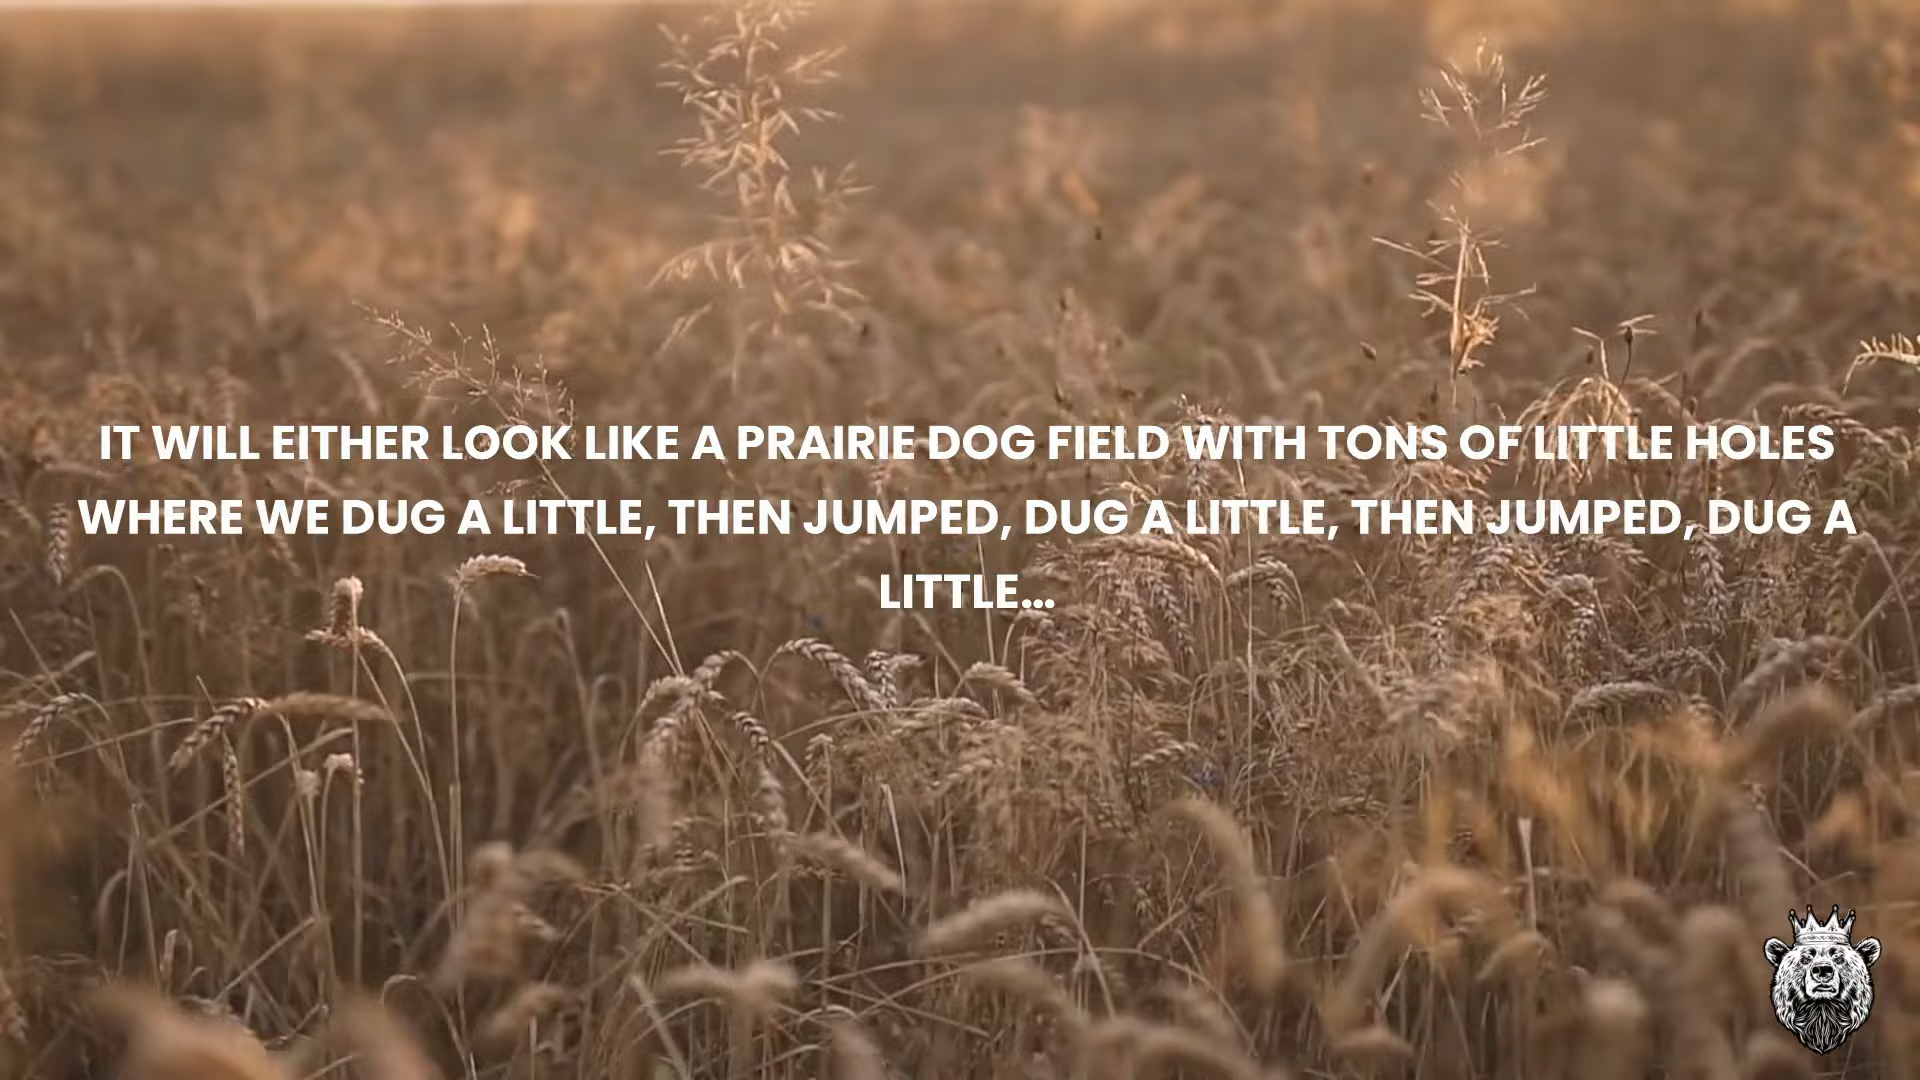 IT WILL EITHER LOOK LIKE A PRAIRIE DOG FIELD WITH TONS OF LITTLE HOLES
WHERE WE DUG A LITTLE, THEN JUMPED, DUG A LITTLE, THEN JUMPED, DUG A
LITTLE...